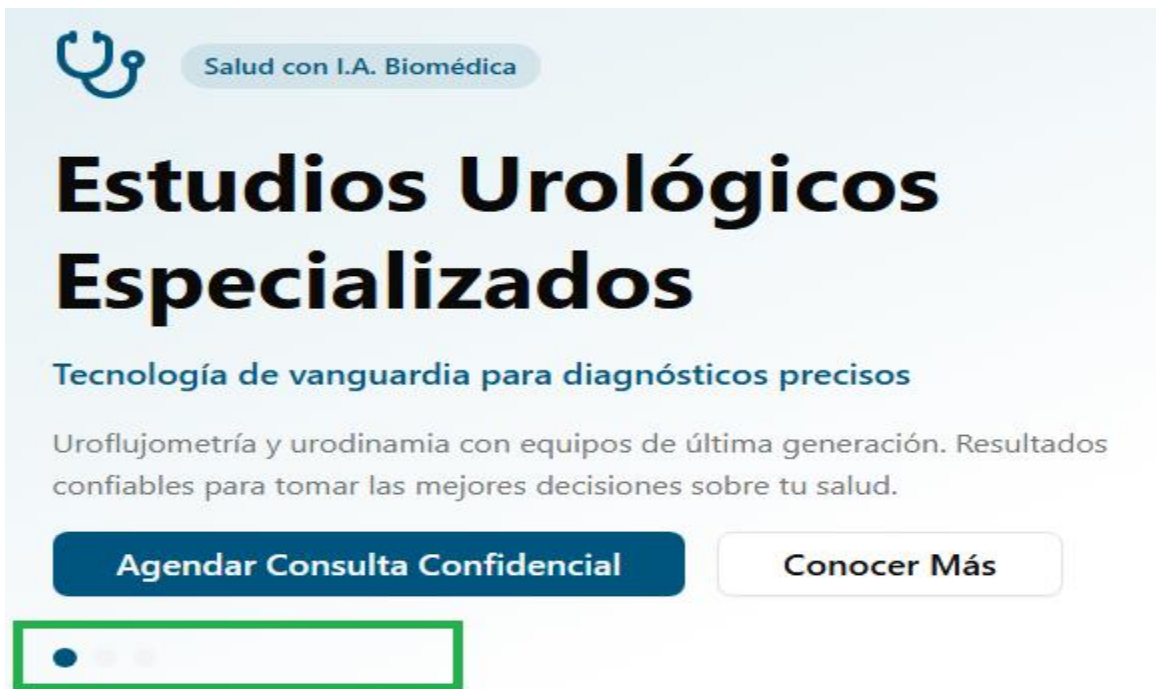 Salud con I.A. Biomédica
Estudios Urológicos
Especializados
Tecnología de vanguardia para diagnósticos precisos
Uroflujometría y urodinamia con equipos de última generación. Resultados
confiables para tomar las mejores decisiones sobre tu salud.
Agendar Consulta Confidencial
Conocer Más